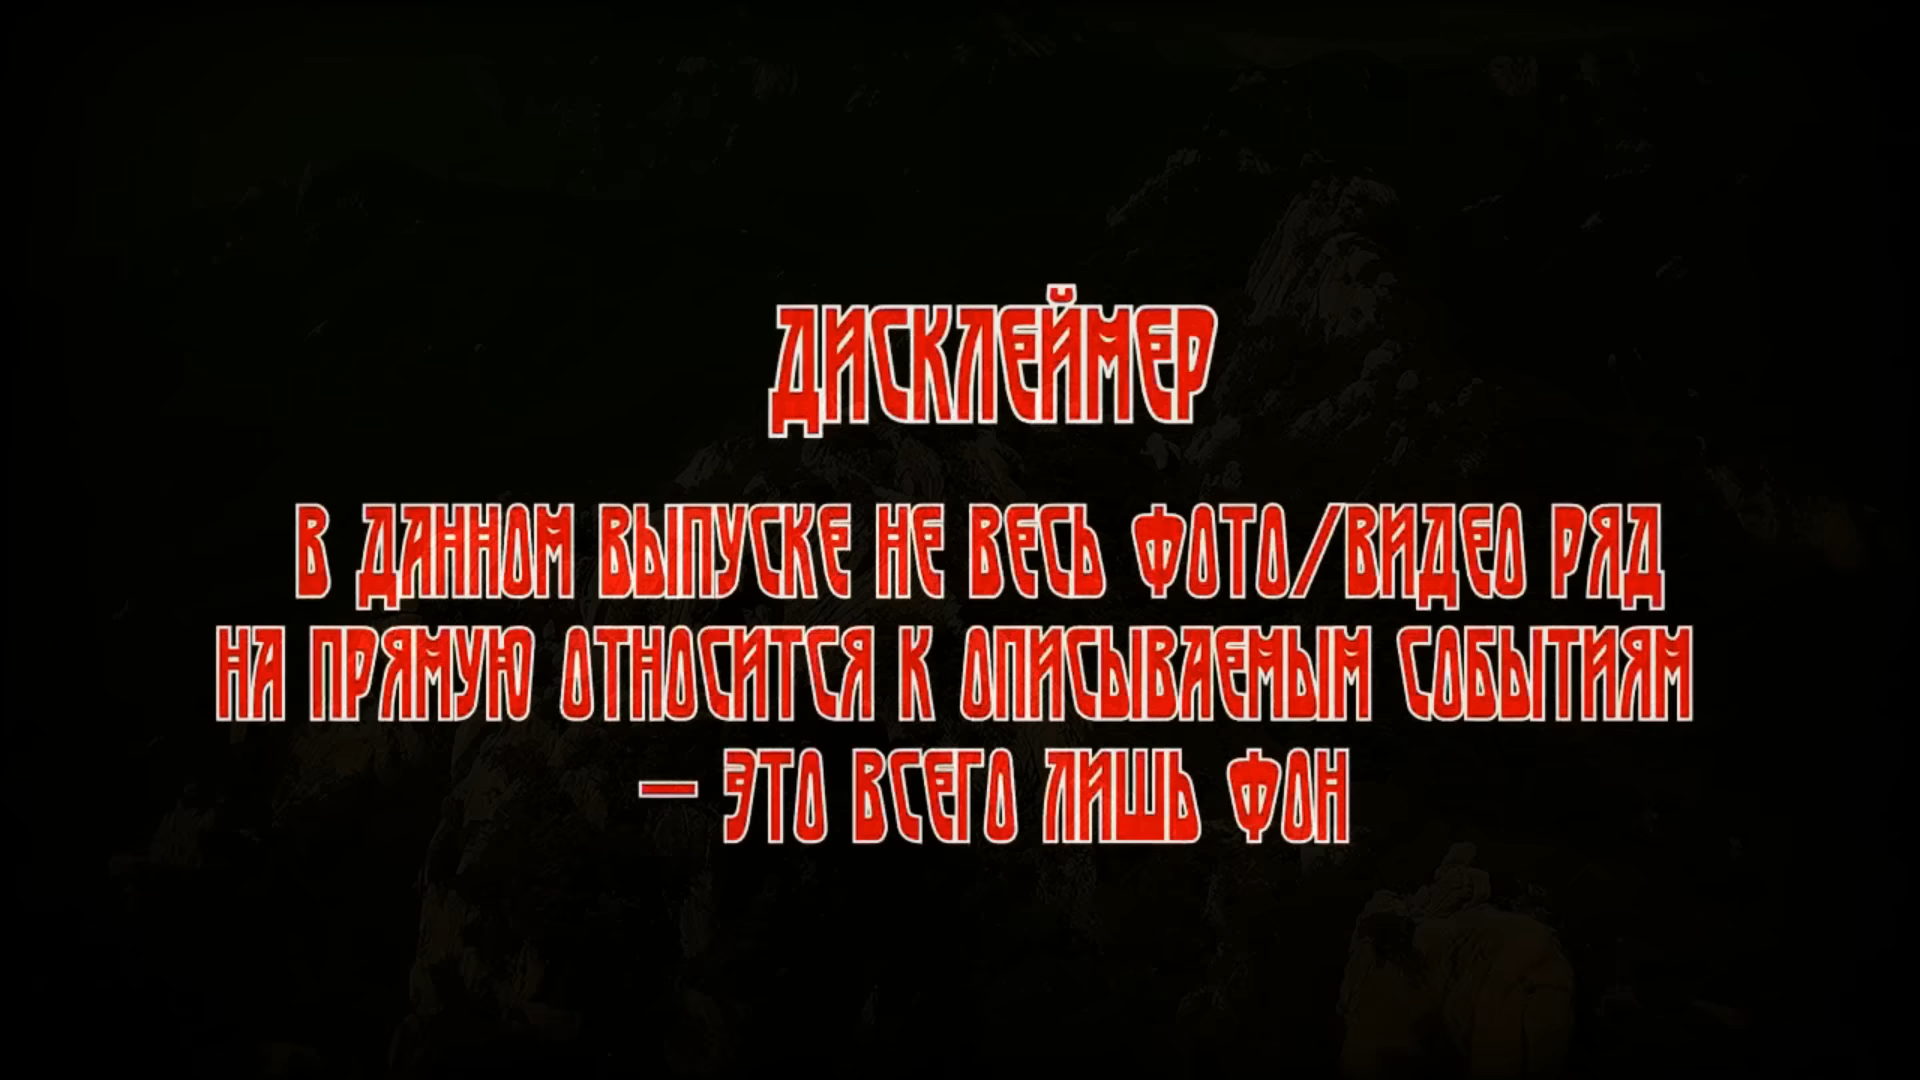 ДИСКЛЕЙМЕР
В ДАННОМ ВЫПУСКЕ НЕ ВЕСЬ ФОТО/ВИДЕО РЯД
НА ПРЯМУЮ ОТНОСИТСЯ К ОПИСЫВАЕМЫМ СОБЫТИЯМ
— ЭТО ВСЕГО ЛИШЬ ФОН